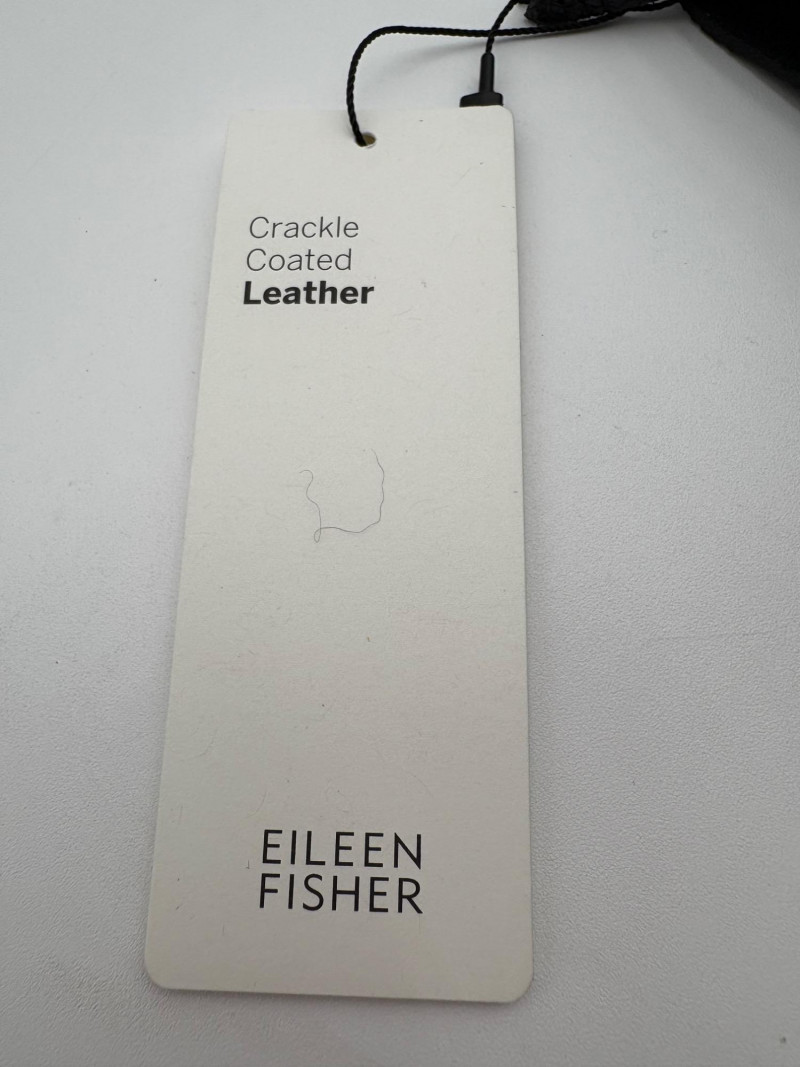 Crackle
Coated
Leather
EILEEN
FISHER